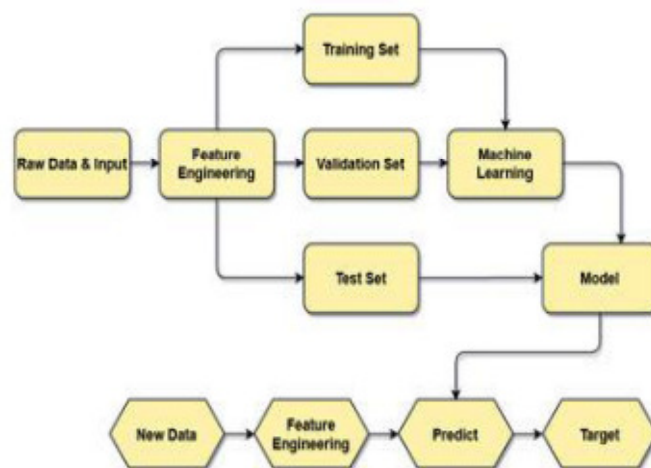 Training Set
Raw Data & Input
Feature
Engineering
Validation Set
Machine
Learning
Test Set
Model
New Data
Feature
Engineering
Predict
Target